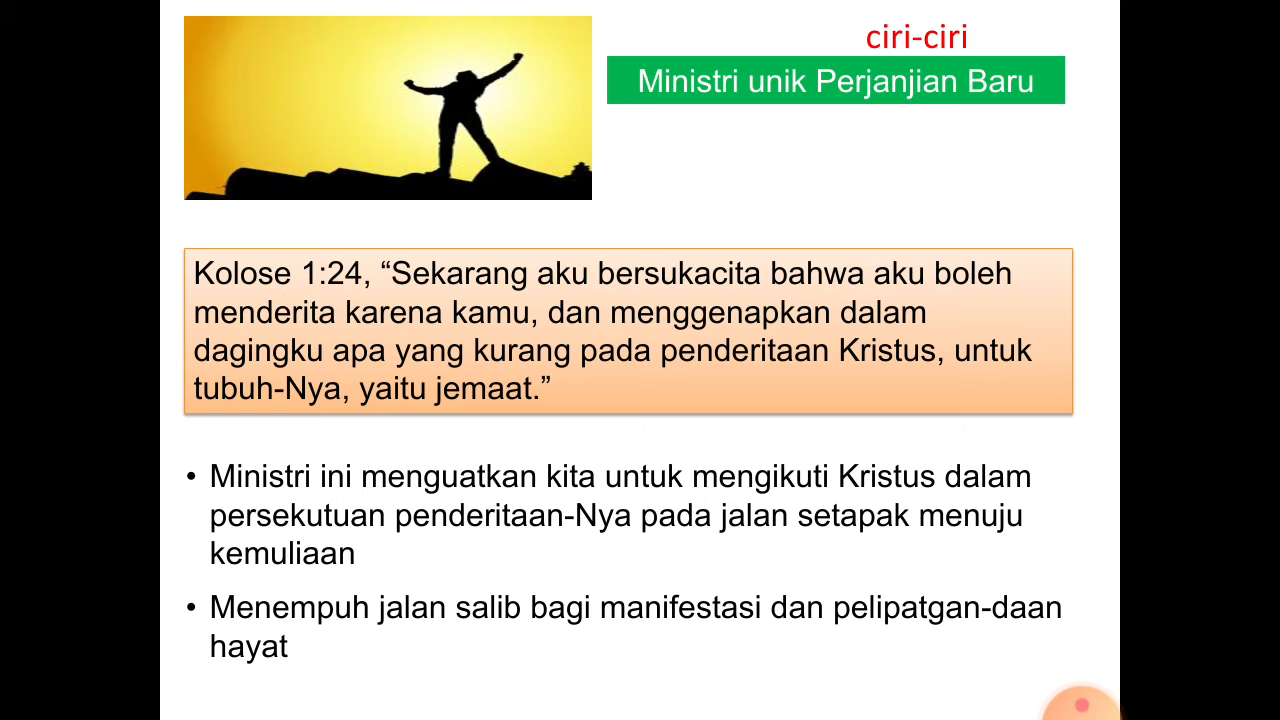 ciri-ciri
Ministri unik Perjanjian Baru
Kolose 1:24, “Sekarang aku bersukacita bahwa aku boleh
menderita karena kamu, dan menggenapkan dalam
dagingku apa yang kurang pada penderitaan Kristus, untuk
tubuh-Nya, yaitu jemaat.”
• Ministri ini menguatkan kita untuk mengikuti Kristus dalam
persekutuan penderitaan-Nya pada jalan setapak menuju
kemuliaan
• Menempuh jalan salib bagi manifestasi dan pelipatgan-daan
hayat